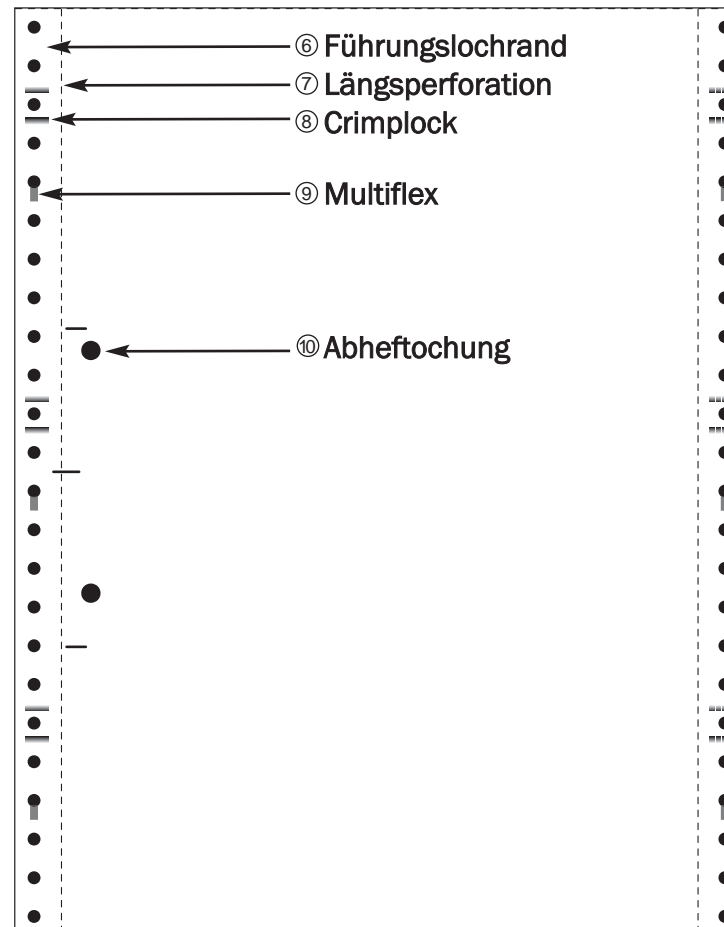 ⑥ Führungslochrand
⑦ Längsperforation
⑧ Crimplock
⑨ Multiflex
⑩ Abheftochung